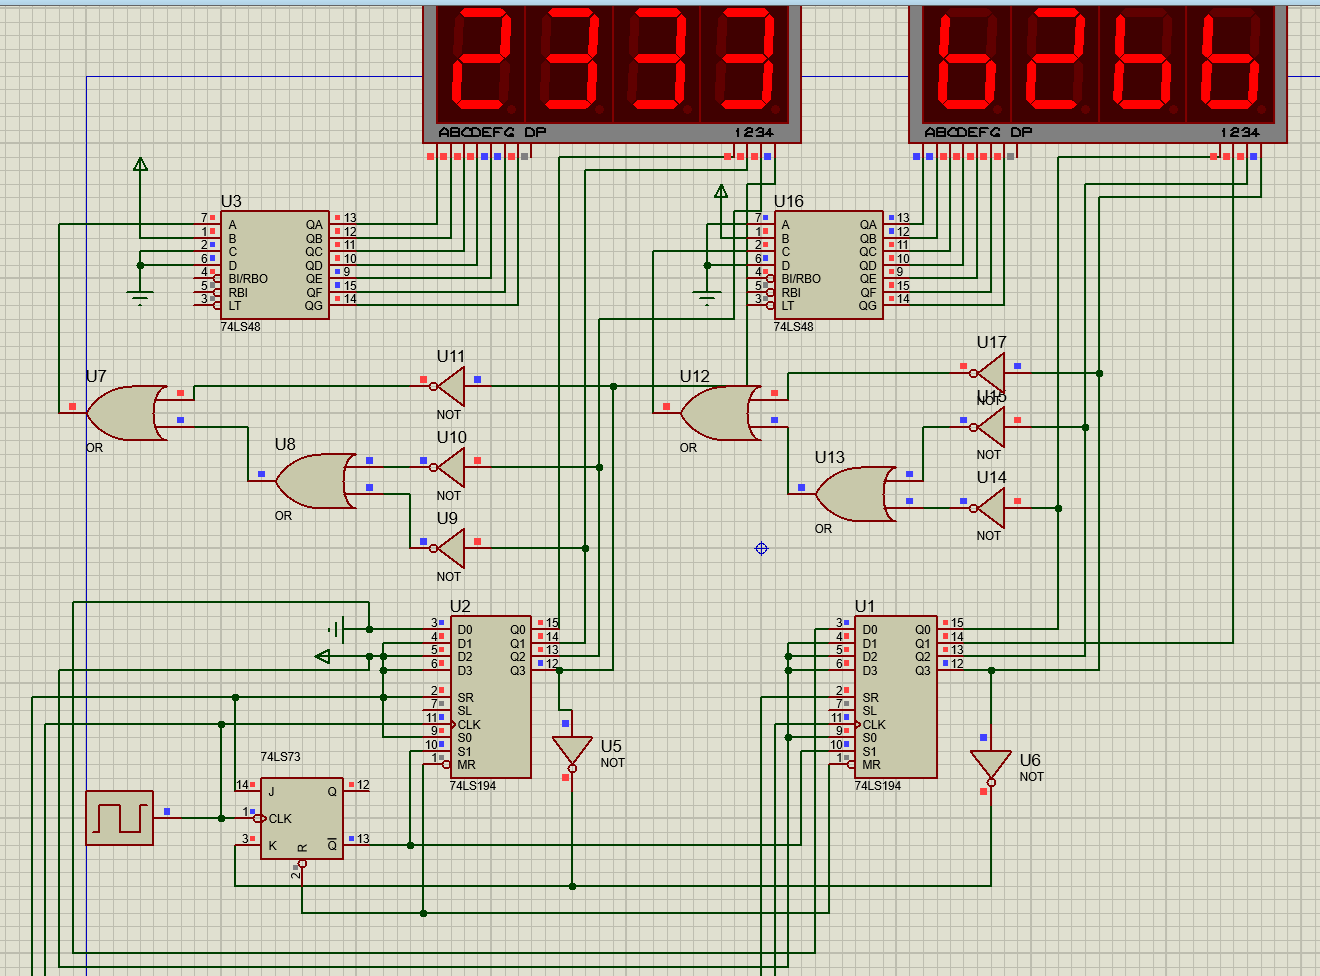 2333
6266
ABCDEFG DP
1234
ABCDEFG DP
1234
U3
7 A QA 13
1 B QB 12
2 C QC 11
6 D QD 10
4 BI/RBO QE 9
5 RBI QF 15
3 LT QG 14
74LS48
U16
7 A QA 13
1 B QB 12
2 C QC 11
6 D QD 10
4 BI/RBO QE 9
5 RBI QF 15
3 LT QG 14
74LS48
U7
OR
U11
NOT
U8
OR
U10
NOT
U9
NOT
U12
OR
U17
NOT
U15
NOT
U13
OR
U14
NOT
U2
3 D0 Q0 15
4 D1 Q1 14
5 D2 Q2 13
6 D3 Q3 12
2 SR
7 SL
11 CLK
9 S0
10 S1
1 MR
74LS194
U1
3 D0 Q0 15
4 D1 Q1 14
5 D2 Q2 13
6 D3 Q3 12
2 SR
7 SL
11 CLK
9 S0
10 S1
1 MR
74LS194
U5
NOT
U6
NOT
74LS73
14 J Q 12
1 CLK
3 K R Q 13
2